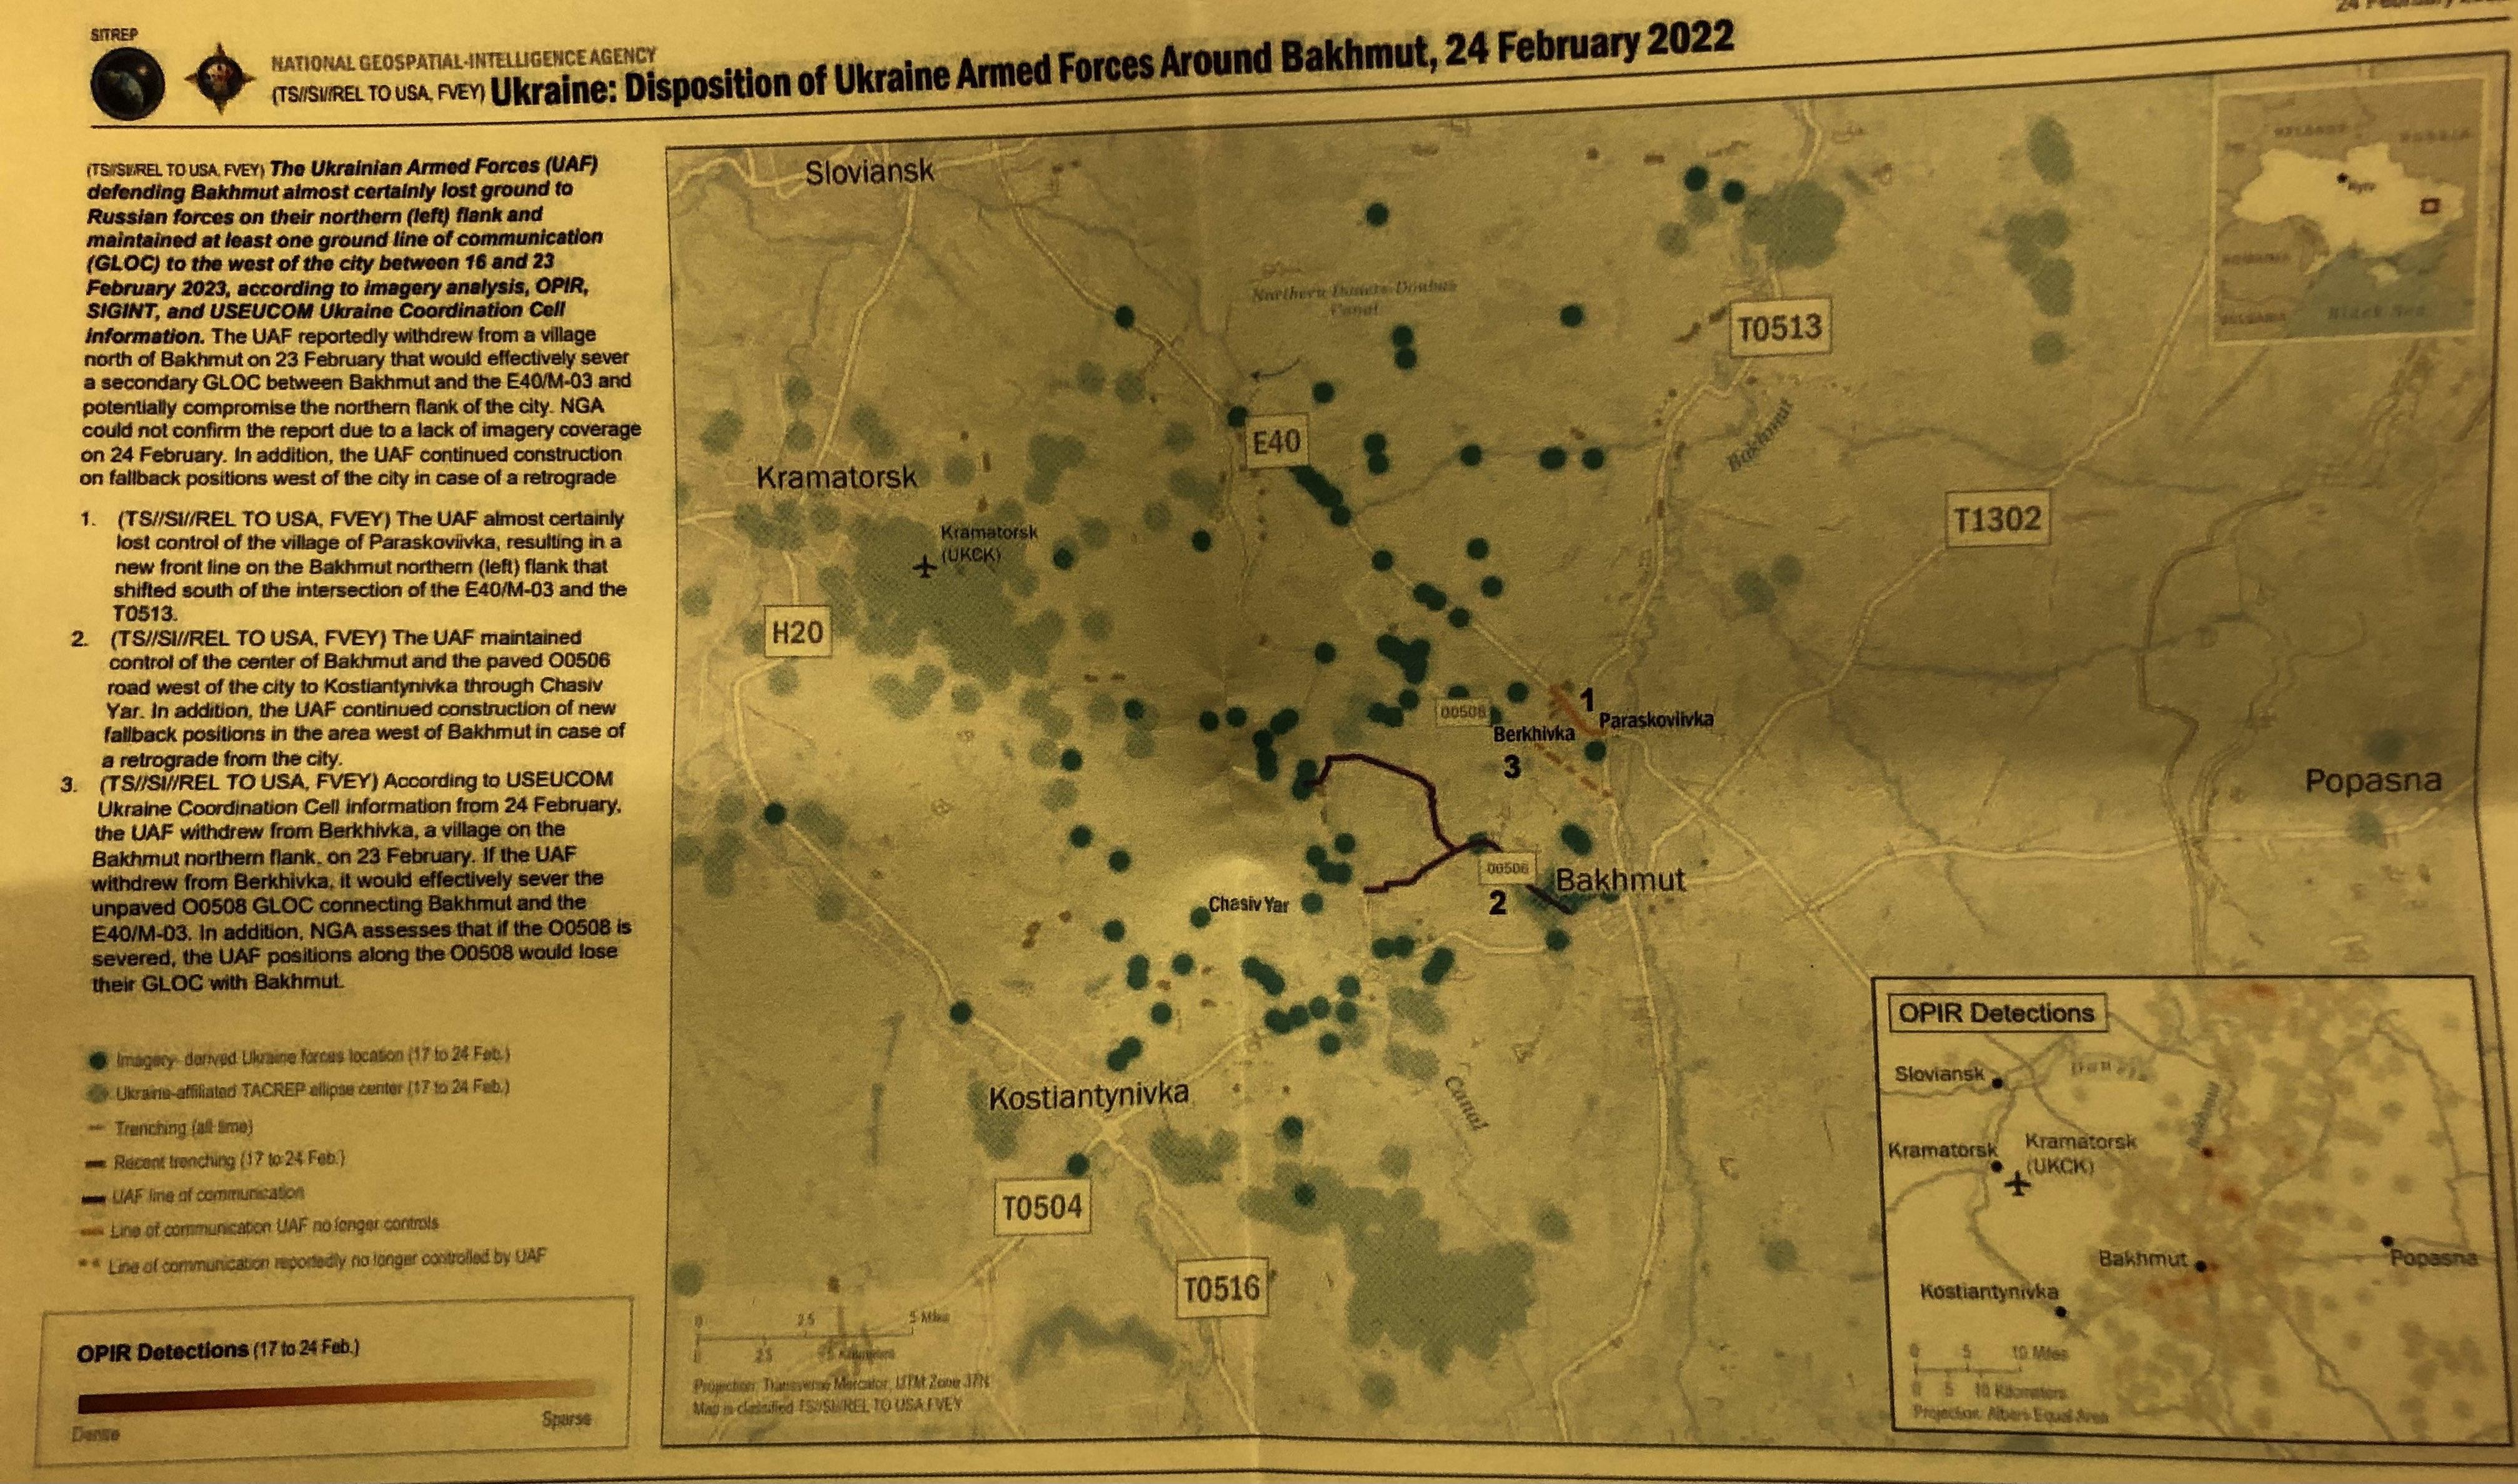 24 February
SITREP
NATIONAL GEOSPATIAL-INTELLIGENCE AGENCY
(TS//SI//REL TO USA, FVEY) Ukraine: Disposition of Ukraine Armed Forces Around Bakhmut, 24 February 2022
(TS//SI//REL TO USA, FVEY) The Ukrainian Armed Forces (UAF)
defending Bakhmut almost certainly lost ground to
Russian forces on their northern (left) flank and
maintained at least one ground line of communication
(GLOC) to the west of the city between 16 and 23
February 2023, according to imagery analysis, OPIR,
SIGINT, and USEUCOM Ukraine Coordination Cell
information. The UAF reportedly withdrew from a village
north of Bakhmut on 23 February that would effectively sever
a secondary GLOC between Bakhmut and the E40/M-03 and
potentially compromise the northern flank of the city. NGA
could not confirm the report due to a lack of imagery coverage
on 24 February. In addition, the UAF continued construction
on fallback positions west of the city in case of a retrograde
1. (TS//SI//REL TO USA, FVEY) The UAF almost certainly
lost control of the village of Paraskoviivka, resulting in a
new front line on the Bakhmut northern (left) flank that
shifted south of the intersection of the E40/M-03 and the
T0513.
2. (TS//SI//REL TO USA, FVEY) The UAF maintained
control of the center of Bakhmut and the paved O0506
road west of the city to Kostiantynivka through Chasiv
Yar. In addition, the UAF continued construction of new
fallback positions in the area west of Bakhmut in case of
a retrograde from the city.
3. (TS//SI//REL TO USA, FVEY) According to USEUCOM
Ukraine Coordination Cell information from 24 February,
the UAF withdrew from Berkhivka, a village on the
Bakhmut northern flank, on 23 February. If the UAF
withdrew from Berkhivka, it would effectively sever the
unpaved O0508 GLOC connecting Bakhmut and the
E40/M-03. In addition, NGA assesses that if the O0508 is
severed, the UAF positions along the O0508 would lose
their GLOC with Bakhmut.
Imagery- derived Ukraine forces location (17 to 24 Feb.)
Ukraine-affiliated TACREP ellipse center (17 to 24 Feb.)
Trenching (all time)
Recent trenching (17 to 24 Feb.)
UAF line of communication
Line of communication UAF no longer controls
Line of communication reportedly no longer controlled by UAF
OPIR Detections (17 to 24 Feb.)
Dense
Sparse
Sloviansk
Northern Donets-Donbas
Canal
T0513
E40
Bakhmut
Kramatorsk
Kramatorsk
(UKCK)
T1302
H20
1
O0508
Paraskoviivka
Berkhivka
3
Popasna
O0506
Bakhmut
2
Chasiv Yar
Kostiantynivka
Canal
T0504
T0516
0 2.5 5 Miles
0 2.5 5 Kilometers
Projection: Transverse Mercator, UTM Zone 37N
Map is classified TS//SI//REL TO USA FVEY
BELARUS
RUSSIA
Kyiv
ROMANIA
BULGARIA
Black Sea
OPIR Detections
Sloviansk
Donets
Bakhmut
Kramatorsk
Kramatorsk
(UKCK)
Bakhmut
Popasna
Kostiantynivka
0 5 10 Miles
0 5 10 Kilometers
Projection: Albers Equal Area